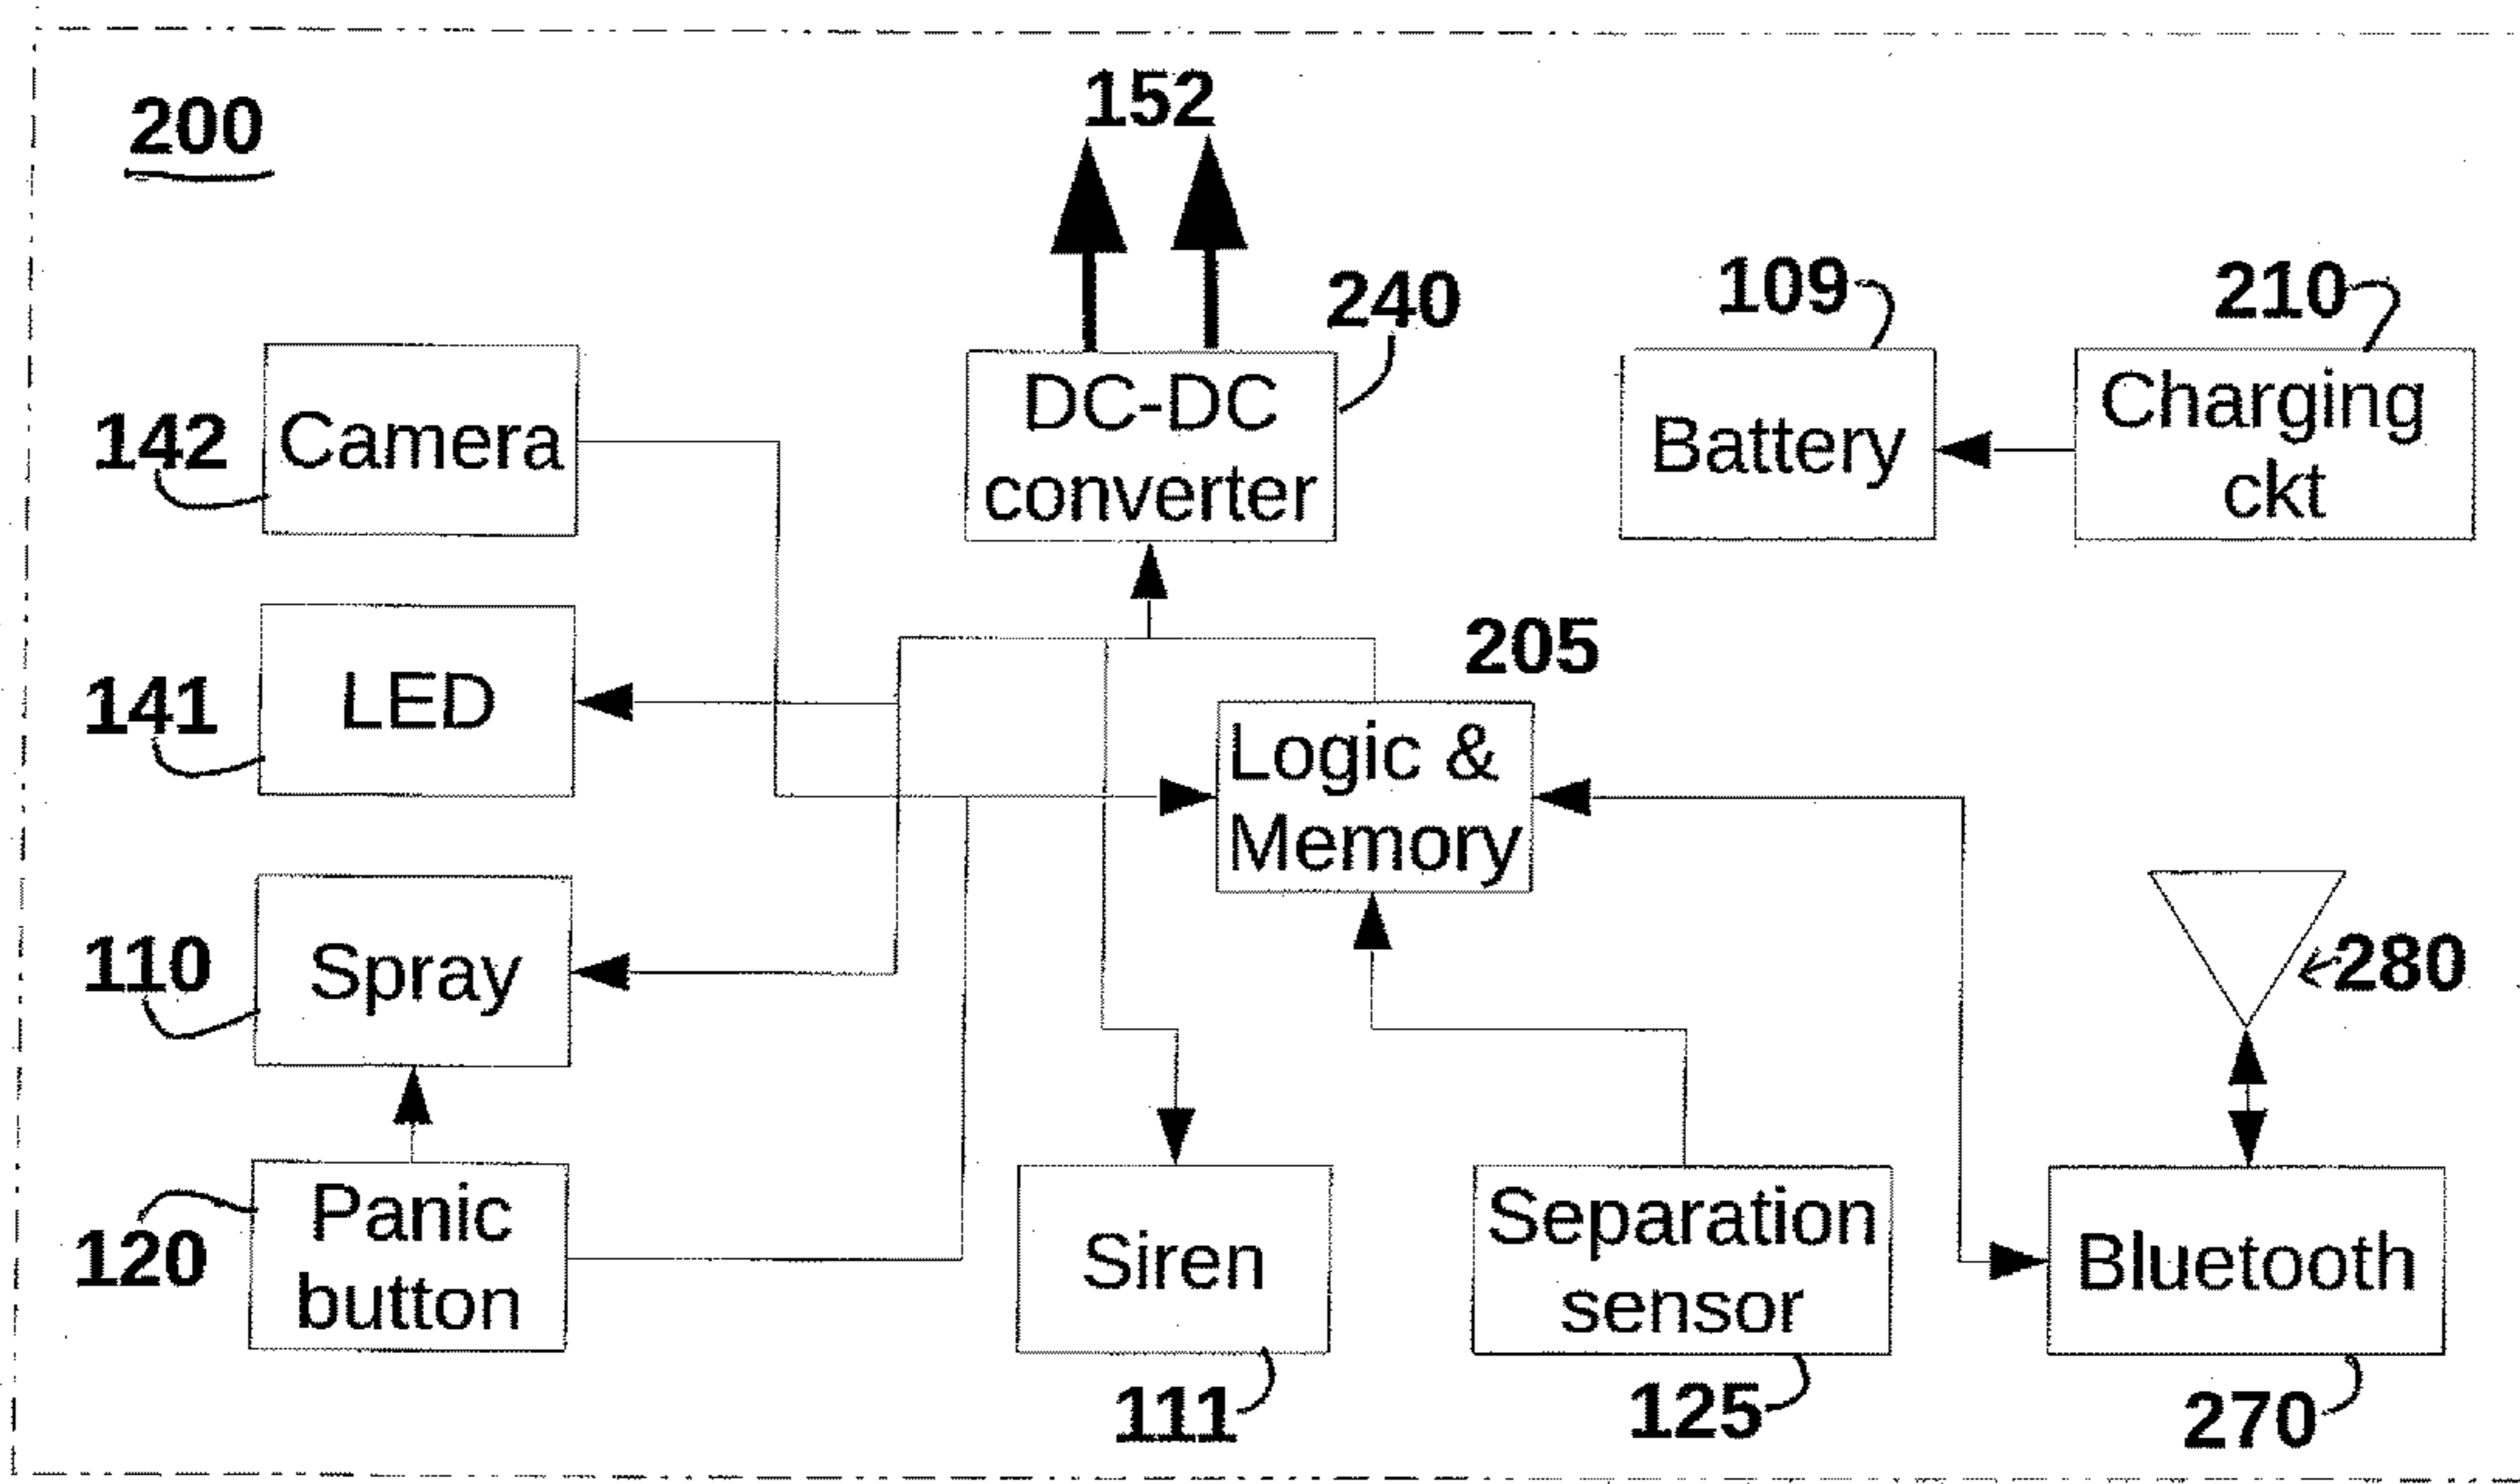 200
152
240
109
210
142
Camera
DC-DC
converter
Battery
Charging
ckt
141
LED
205
Logic &
Memory
110
Spray
280
120
Panic
button
Siren
Separation
sensor
Bluetooth
111
125
270